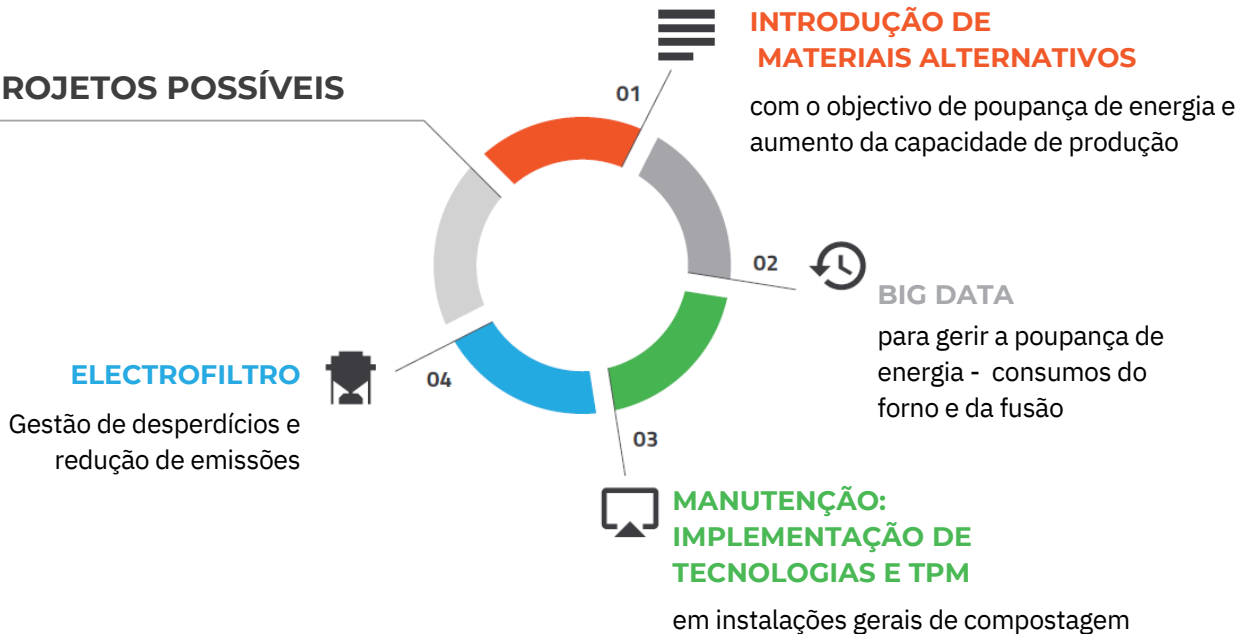 ROJETOS POSSÍVEIS
01
INTRODUÇÃO DE
MATERIAIS ALTERNATIVOS
com o objectivo de poupança de energia e
aumento da capacidade de produção
02
BIG DATA
para gerir a poupança de
energia - consumos do
forno e da fusão
03
MANUTENÇÃO:
IMPLEMENTAÇÃO DE
TECNOLOGIAS E TPM
em instalações gerais de compostagem
04
ELECTROFILTRO
Gestão de desperdícios e
redução de emissões